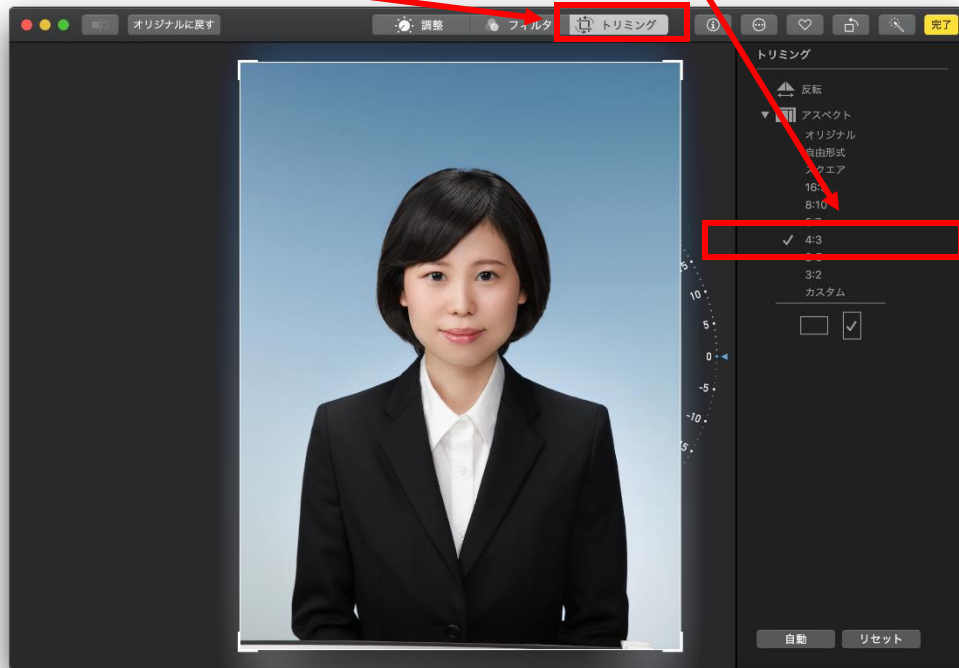 オリジナルに戻す
調整
フィルタ
トリミング
完了
トリミング
反転
アスペクト
オリジナル
自由形式
スクエア
8:10
4:3
3:2
カスタム
10
5
0
-5
-10
自動
リセット